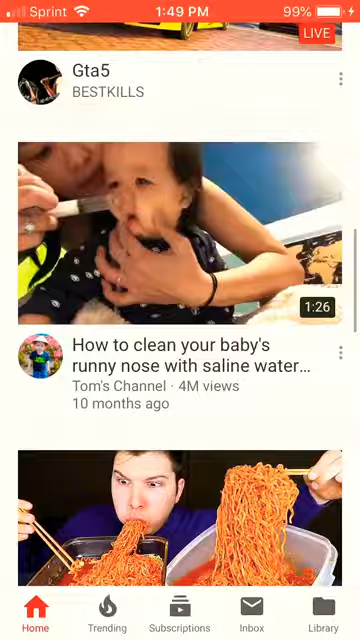 Sprint 1:49 PM 99%
LIVE
Gta5
BESTKILLS
1:26
How to clean your baby's
runny nose with saline water...
Tom's Channel · 4M views
10 months ago
Home Trending Subscriptions Inbox Library